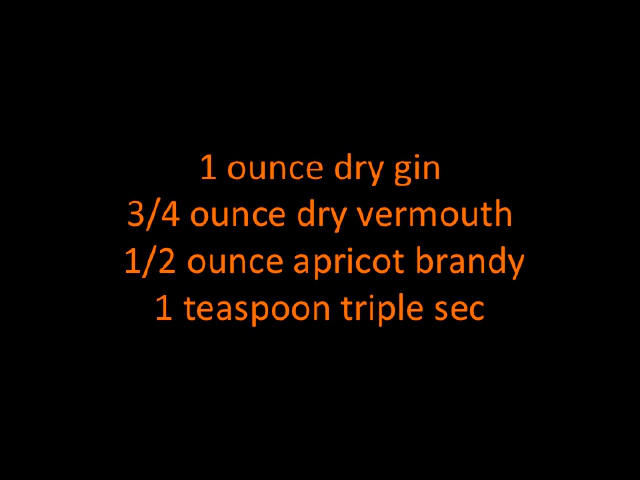 1 ounce dry gin
3/4 ounce dry vermouth
1/2 ounce apricot brandy
1 teaspoon triple sec